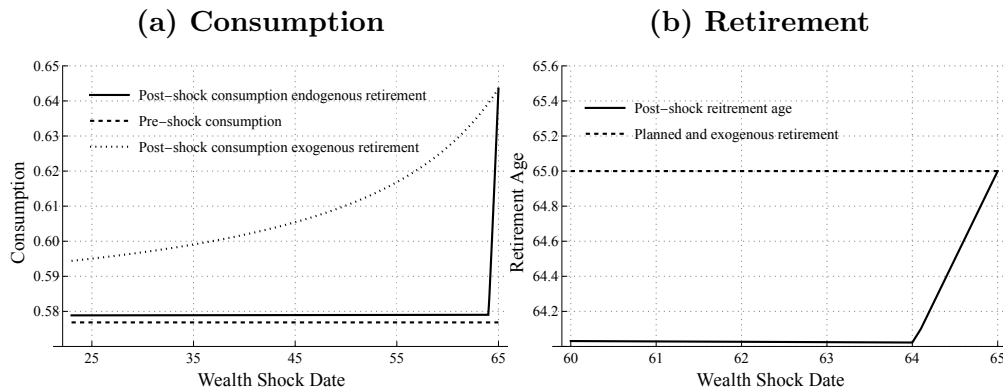 (a) Consumption
0.65
0.64
0.63
0.62
0.61
0.60
0.59
0.58
Consumption
Post−shock consumption endogenous retirement
Pre−shock consumption
Post−shock consumption exogenous retirement
25
35
45
55
65
Wealth Shock Date
(b) Retirement
65.6
65.4
65.2
65.0
64.8
64.6
64.4
64.2
Retirement Age
Post−shock reitrement age
Planned and exogenous retirement
60
61
62
63
64
65
Wealth Shock Date